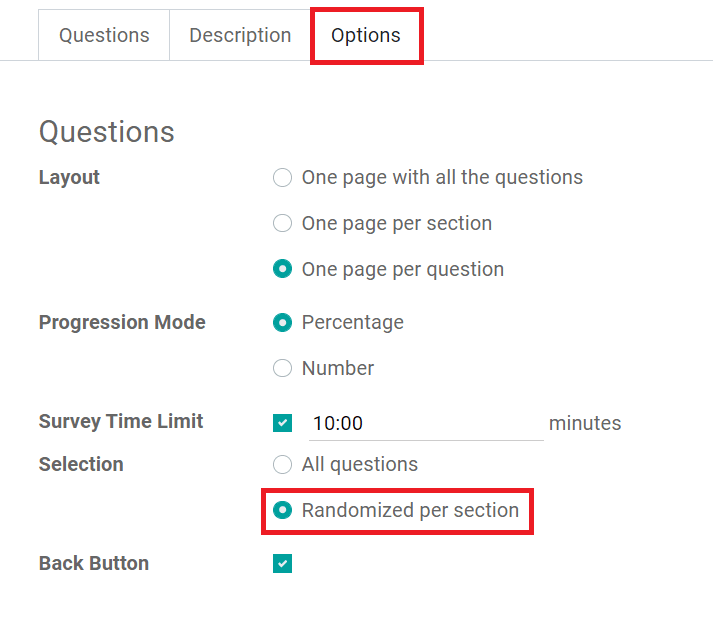 Questions Description Options
Questions
Layout One page with all the questions
One page per section
One page per question
Progression Mode Percentage
Number
Survey Time Limit 10:00 minutes
Selection All questions
Randomized per section
Back Button